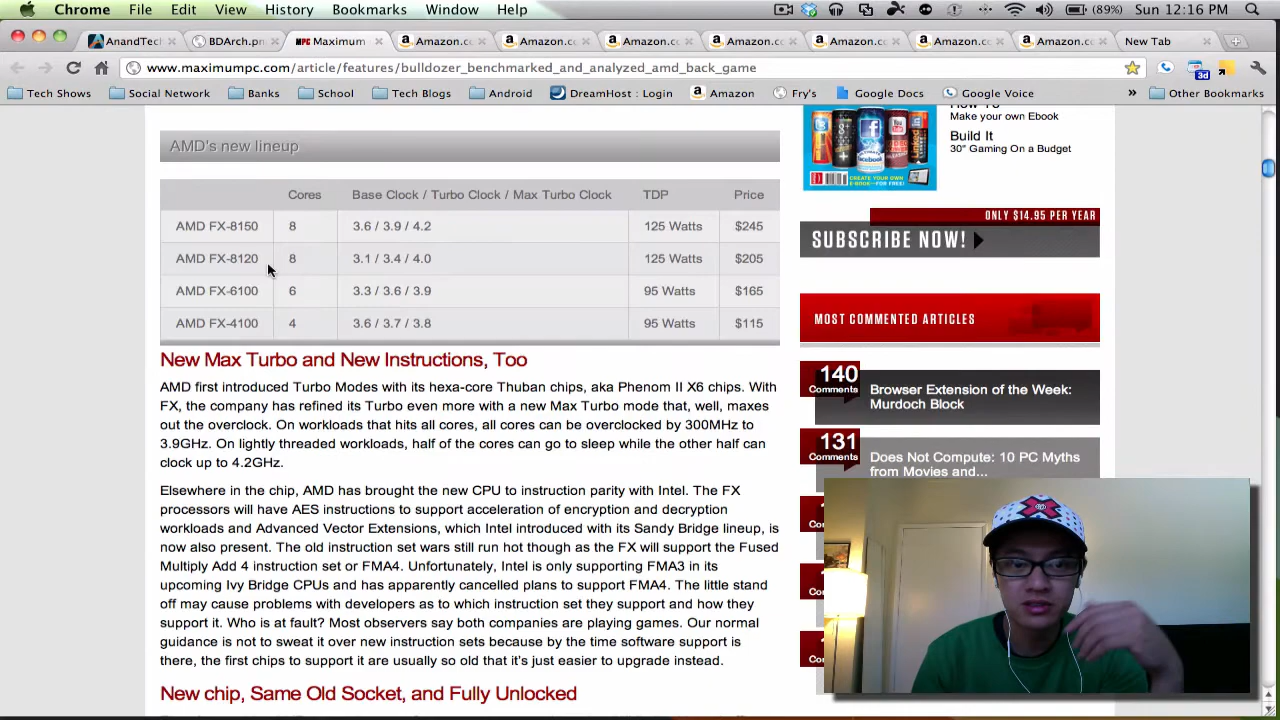 Chrome File Edit View History Bookmarks Window Help (89%) Sun 12:16 PM
AnandTech BDArch.pn MPC Maximum Amazon.co Amazon.co Amazon.co Amazon.co Amazon.co Amazon.co Amazon.co New Tab
www.maximumpc.com/article/features/bulldozer_benchmarked_and_analyzed_amd_back_game
3d
Tech Shows Social Network Banks School Tech Blogs Android DreamHost : Login Amazon Fry's Google Docs Google Voice » Other Bookmarks
Make your own Ebook
Build It
30" Gaming On a Budget
AMD's new lineup
Cores Base Clock / Turbo Clock / Max Turbo Clock TDP Price
AMD FX-8150 8 3.6 / 3.9 / 4.2 125 Watts $245
AMD FX-8120 8 3.1 / 3.4 / 4.0 125 Watts $205
AMD FX-6100 6 3.3 / 3.6 / 3.9 95 Watts $165
AMD FX-4100 4 3.6 / 3.7 / 3.8 95 Watts $115
New Max Turbo and New Instructions, Too
AMD first introduced Turbo Modes with its hexa-core Thuban chips, aka Phenom II X6 chips. With
FX, the company has refined its Turbo even more with a new Max Turbo mode that, well, maxes
out the overclock. On workloads that hits all cores, all cores can be overclocked by 300MHz to
3.9GHz. On lightly threaded workloads, half of the cores can go to sleep while the other half can
clock up to 4.2GHz.
Elsewhere in the chip, AMD has brought the new CPU to instruction parity with Intel. The FX
processors will have AES instructions to support acceleration of encryption and decryption
workloads and Advanced Vector Extensions, which Intel introduced with its Sandy Bridge lineup, is
now also present. The old instruction set wars still run hot though as the FX will support the Fused
Multiply Add 4 instruction set or FMA4. Unfortunately, Intel is only supporting FMA3 in its
upcoming Ivy Bridge CPUs and has apparently cancelled plans to support FMA4. The little stand
off may cause problems with developers as to which instruction set they support and how they
support it. Who is at fault? Most observers say both companies are playing games. Our normal
guidance is not to sweat it over new instruction sets because by the time software support is
there, the first chips to support it are usually so old that it's just easier to upgrade instead.
New chip, Same Old Socket, and Fully Unlocked
ONLY $14.95 PER YEAR
SUBSCRIBE NOW!
MOST COMMENTED ARTICLES
140
Comments
Browser Extension of the Week:
Murdoch Block
131
Comments
Does Not Compute: 10 PC Myths
from Movies and...